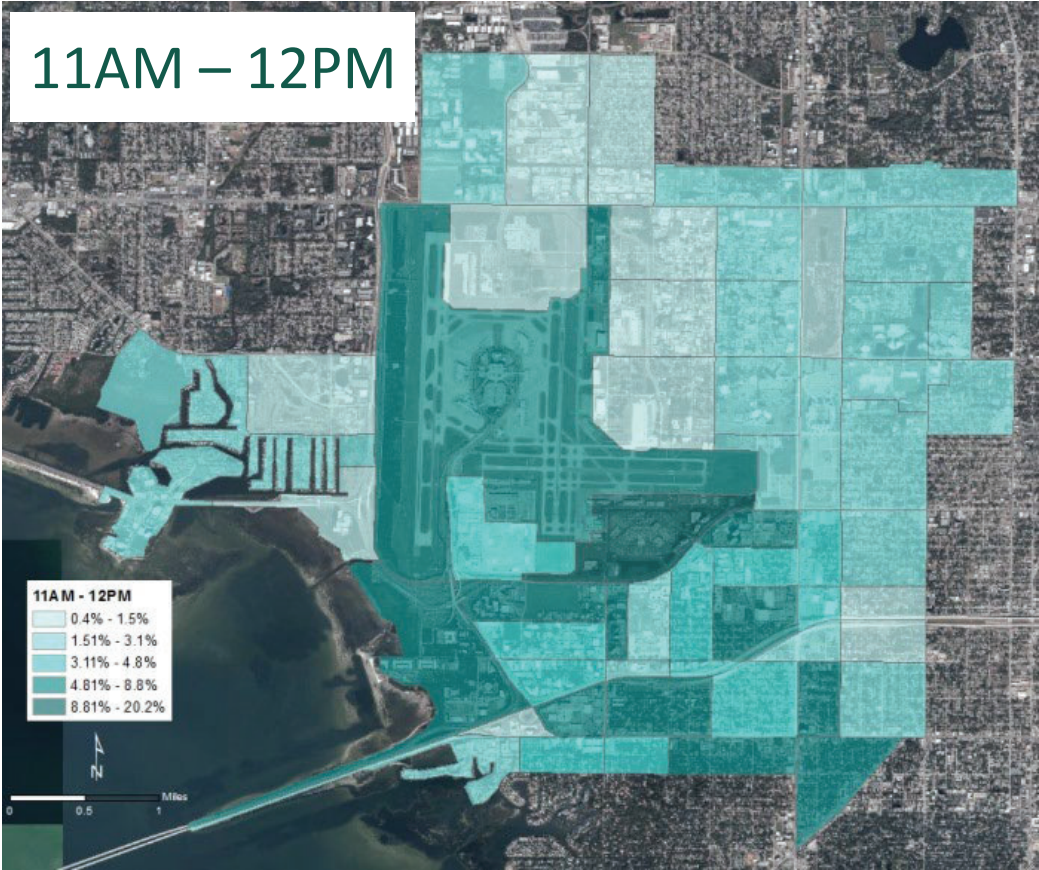 11AM – 12PM
11AM - 12PM
0.4% - 1.5%
1.51% - 3.1%
3.11% - 4.8%
4.81% - 8.8%
8.81% - 20.2%
N
Miles
0 0.5 1